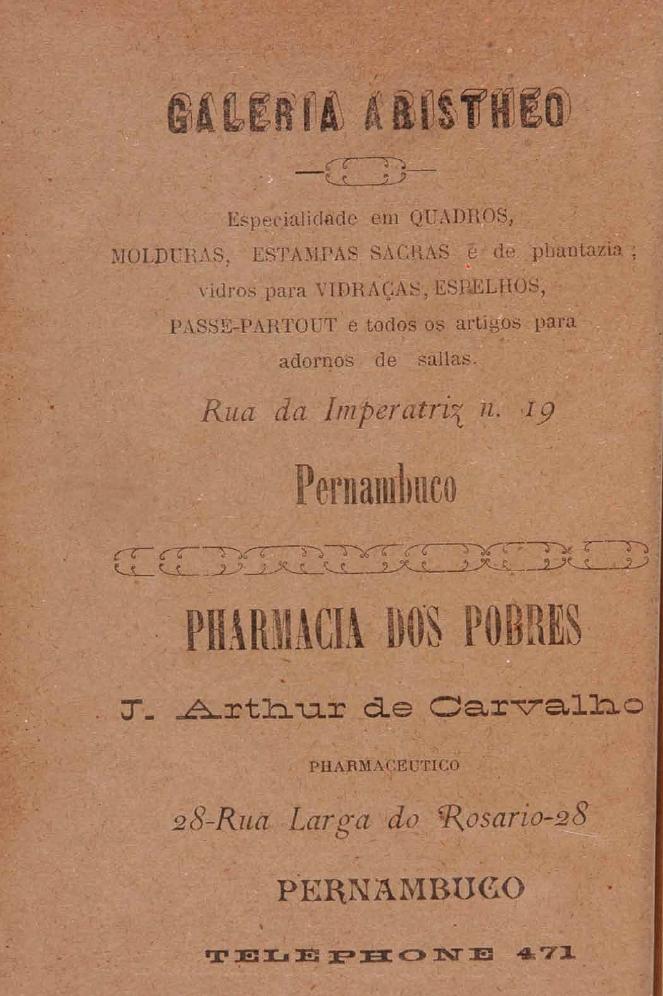 GALERIA ARISTHEO
Especialidade em QUADROS,
MOLDURAS, ESTAMPAS SACRAS e de phantazia ;
vidros para VIDRAÇAS, ESPELHOS,
PASSE-PARTOUT e todos os artigos para
adornos de sallas.
Rua da Imperatriz n. 19
Pernambuco
PHARMACIA DOS POBRES
J. Arthur de Carvalho
PHARMACEUTICO
28-Rua Larga do Rosario-28
PERNAMBUCO
TELEPHONE 471